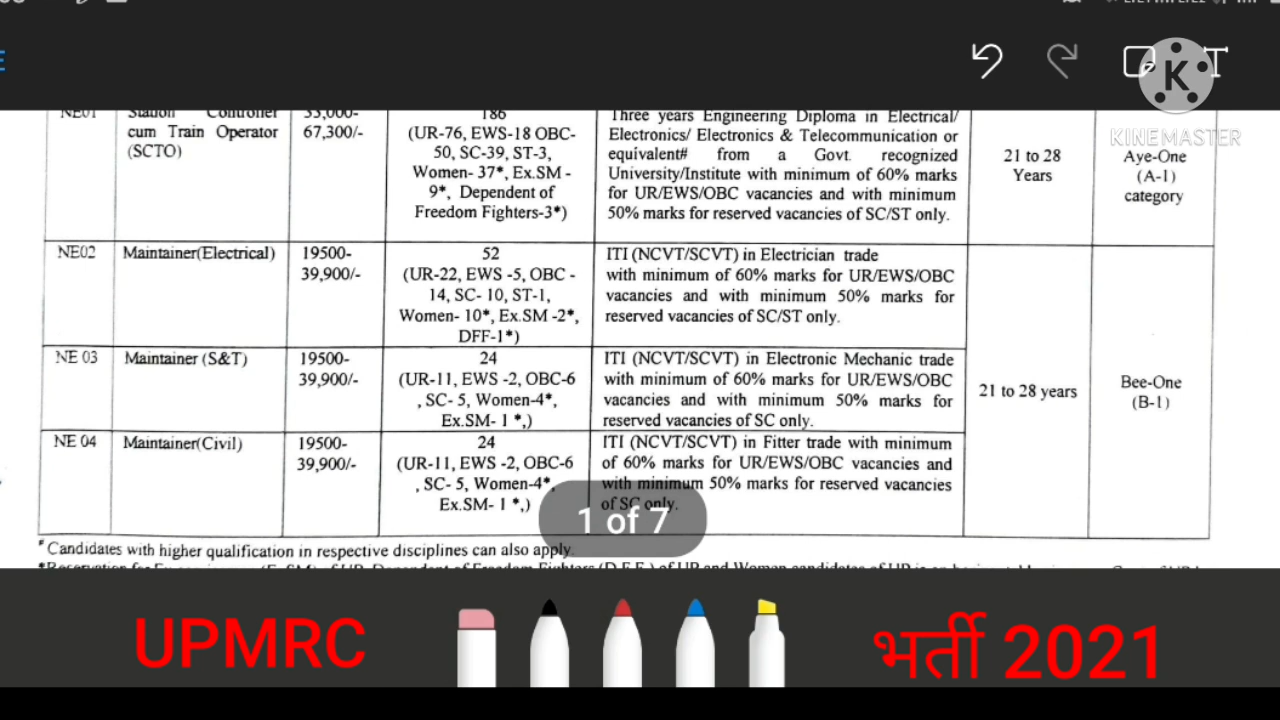 KINEMASTER
NE01 Station Controller 33,000- 186 Three years Engineering Diploma in Electrical/
cum Train Operator 67,300/- (UR-76, EWS-18 OBC- Electronics/ Electronics & Telecommunication or
(SCTO) 50, SC-39, ST-3, equivalent# from a Govt. recognized 21 to 28 Aye-One
Women- 37*, Ex.SM - University/Institute with minimum of 60% marks Years (A-1)
9*, Dependent of for UR/EWS/OBC vacancies and with minimum category
Freedom Fighters-3*) 50% marks for reserved vacancies of SC/ST only.
NE02 Maintainer(Electrical) 19500- 52 ITI (NCVT/SCVT) in Electrician trade
39,900/- (UR-22, EWS -5, OBC - with minimum of 60% marks for UR/EWS/OBC
14, SC- 10, ST-1, vacancies and with minimum 50% marks for
Women- 10*, Ex.SM -2*, reserved vacancies of SC/ST only.
DFF-1*)
NE 03 Maintainer (S&T) 19500- 24 ITI (NCVT/SCVT) in Electronic Mechanic trade
39,900/- (UR-11, EWS -2, OBC-6 with minimum of 60% marks for UR/EWS/OBC 21 to 28 years Bee-One
, SC- 5, Women-4*, vacancies and with minimum 50% marks for (B-1)
Ex.SM- 1 *,) reserved vacancies of SC only.
NE 04 Maintainer(Civil) 19500- 24 ITI (NCVT/SCVT) in Fitter trade with minimum
39,900/- (UR-11, EWS -2, OBC-6 of 60% marks for UR/EWS/OBC vacancies and
, SC- 5, Women-4*, with minimum 50% marks for reserved vacancies
Ex.SM- 1 *,) of SC only.
1 of 7
# Candidates with higher qualification in respective disciplines can also apply.
UPMRC
भर्ती 2021